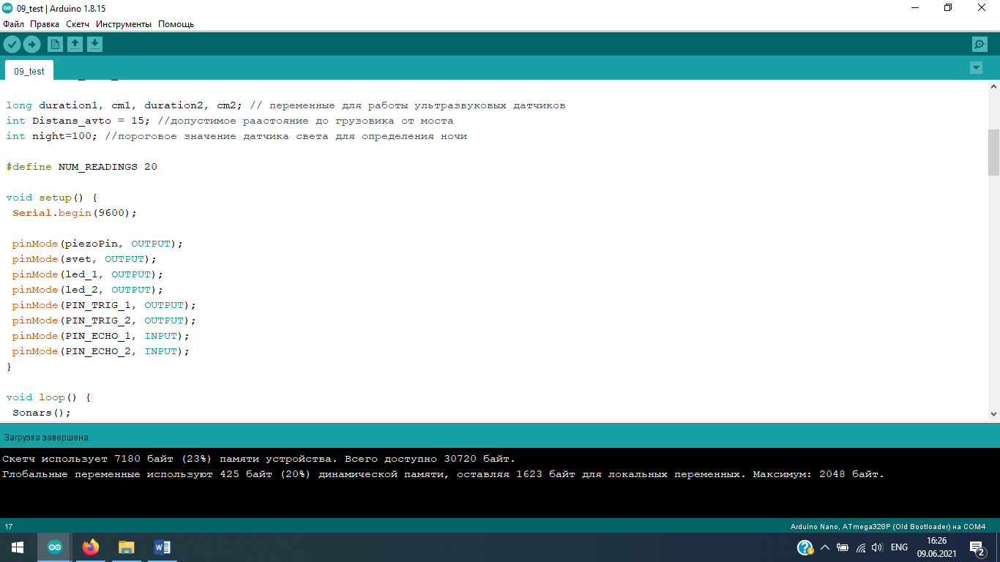 09_test | Arduino 1.8.15
Файл Правка Скетч Инструменты Помощь
09_test
long duration1, cm1, duration2, cm2; // переменные для работы ультразвуковых датчиков
int Distans_avto = 15; //допустимое раастояние до грузовика от моста
int night=100; //пороговое значение датчика света для определения ночи
#define NUM_READINGS 20
void setup() {
Serial.begin(9600);
pinMode(piezoPin, OUTPUT);
pinMode(svet, OUTPUT);
pinMode(led_1, OUTPUT);
pinMode(led_2, OUTPUT);
pinMode(PIN_TRIG_1, OUTPUT);
pinMode(PIN_TRIG_2, OUTPUT);
pinMode(PIN_ECHO_1, INPUT);
pinMode(PIN_ECHO_2, INPUT);
}
void loop() {
Sonars();
Загрузка завершена.
Скетч использует 7180 байт (23%) памяти устройства. Всего доступно 30720 байт.
Глобальные переменные используют 425 байт (20%) динамической памяти, оставляя 1623 байт для локальных переменных. Максимум: 2048 байт.
17
Arduino Nano, ATmega328P (Old Bootloader) на COM4
ENG
16:26
09.06.2021
2